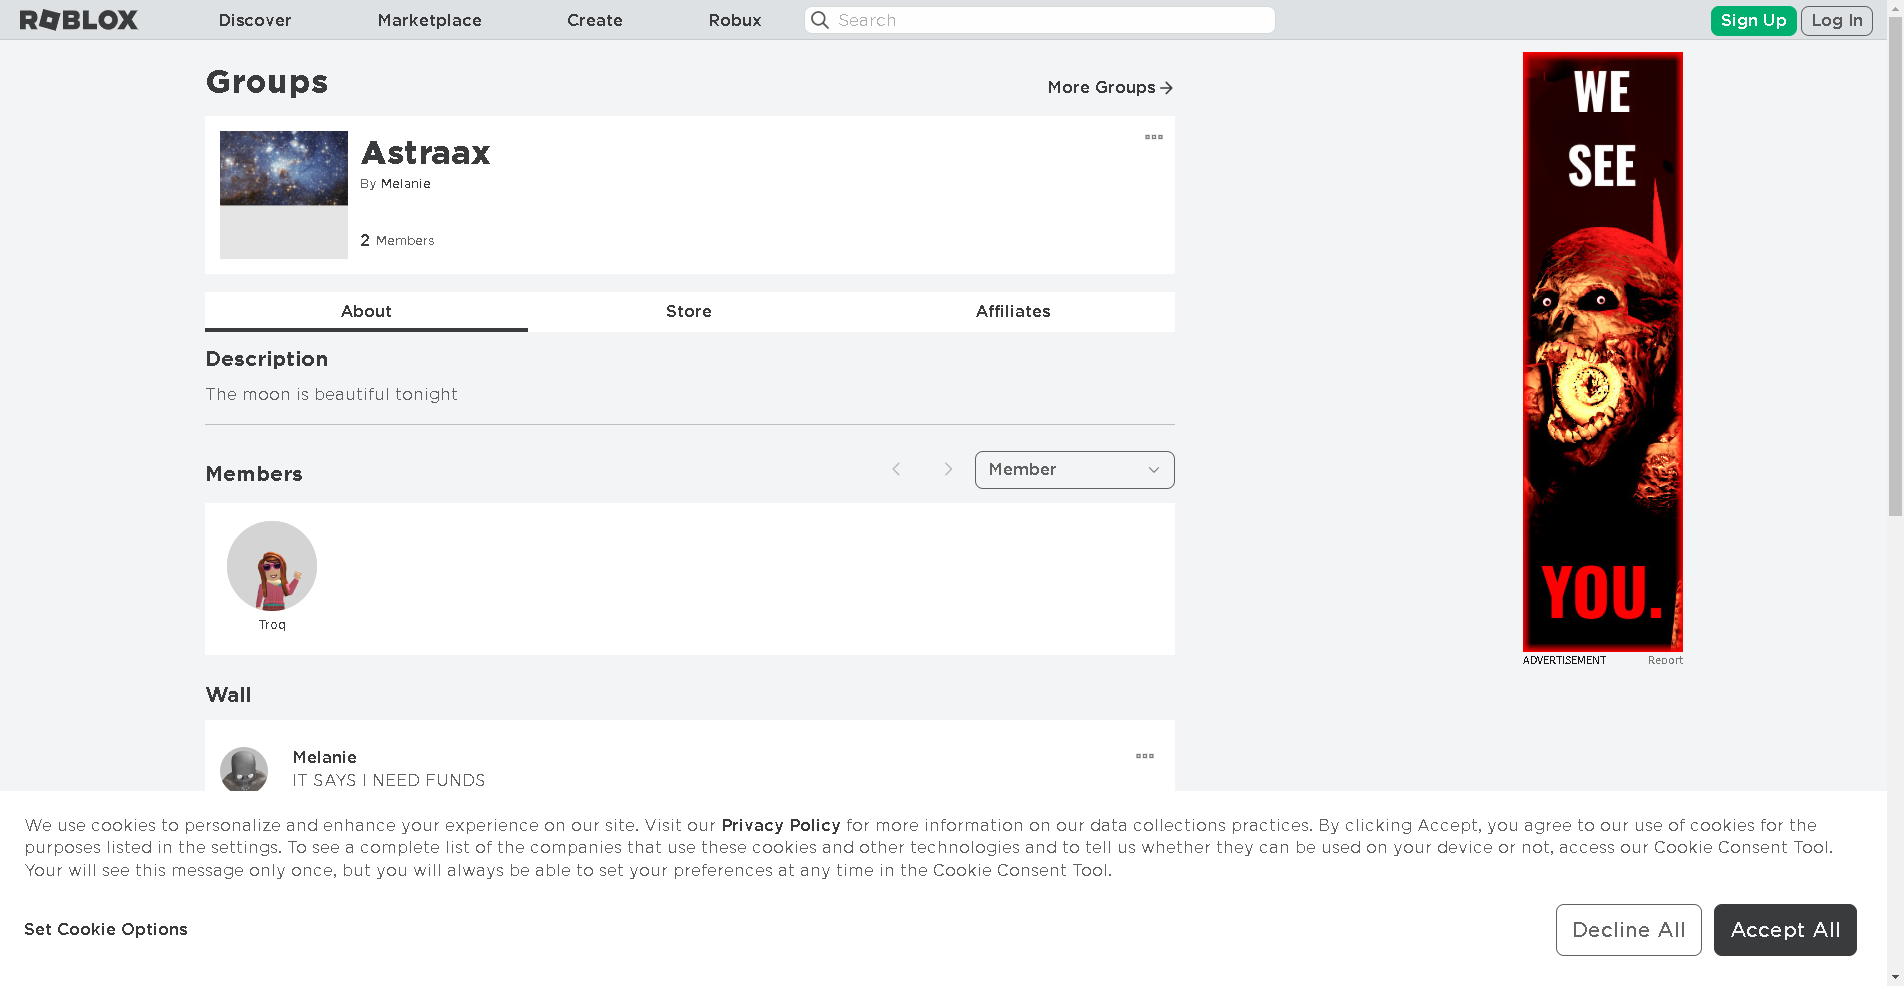 ROBLOX
Discover
Marketplace
Create
Robux
Search
Sign Up
Log In
Groups
More Groups
Astraax
By Melanie
2 Members
About
Store
Affiliates
Description
The moon is beautiful tonight
Members
Member
Troq
Wall
Melanie
IT SAYS I NEED FUNDS
WE
SEE
YOU.
ADVERTISEMENT
Report
We use cookies to personalize and enhance your experience on our site. Visit our Privacy Policy for more information on our data collections practices. By clicking Accept, you agree to our use of cookies for the
purposes listed in the settings. To see a complete list of the companies that use these cookies and other technologies and to tell us whether they can be used on your device or not, access our Cookie Consent Tool.
Your will see this message only once, but you will always be able to set your preferences at any time in the Cookie Consent Tool.
Set Cookie Options
Decline All
Accept All